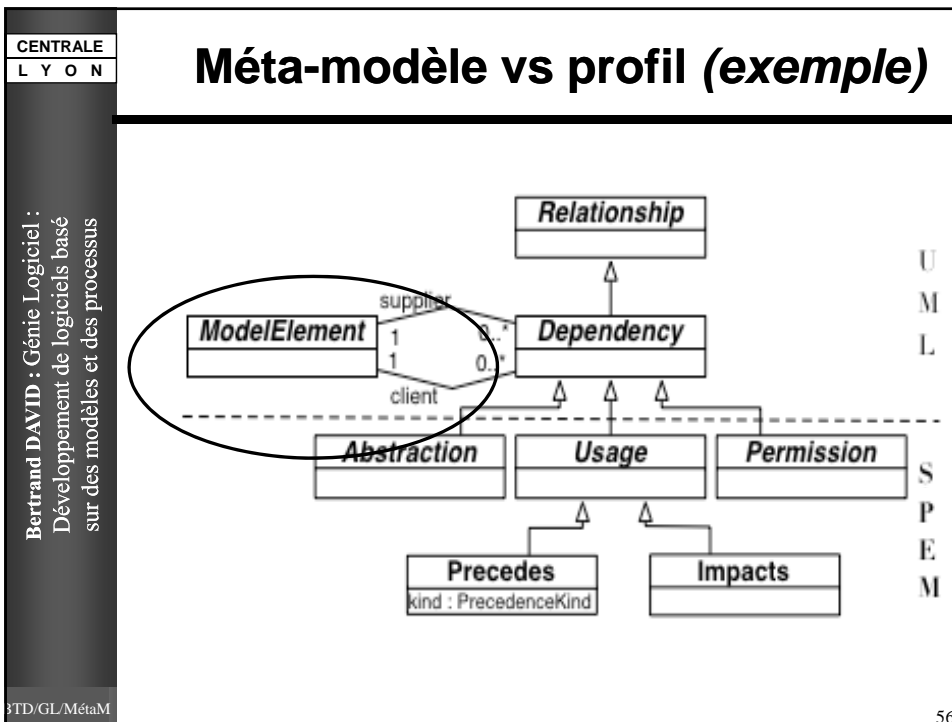 CENTRALE
L Y O N
Méta-modèle vs profil (exemple)
Bertrand DAVID : Génie Logiciel :
Développement de logiciels basé
sur des modèles et des processus
Relationship
supplier
ModelElement
1
0..*
Dependency
1
0..*
client
U
M
L
Abstraction
Usage
Permission
S
P
E
M
Precedes
kind : PrecedenceKind
Impacts
BTD/GL/MétaM
56